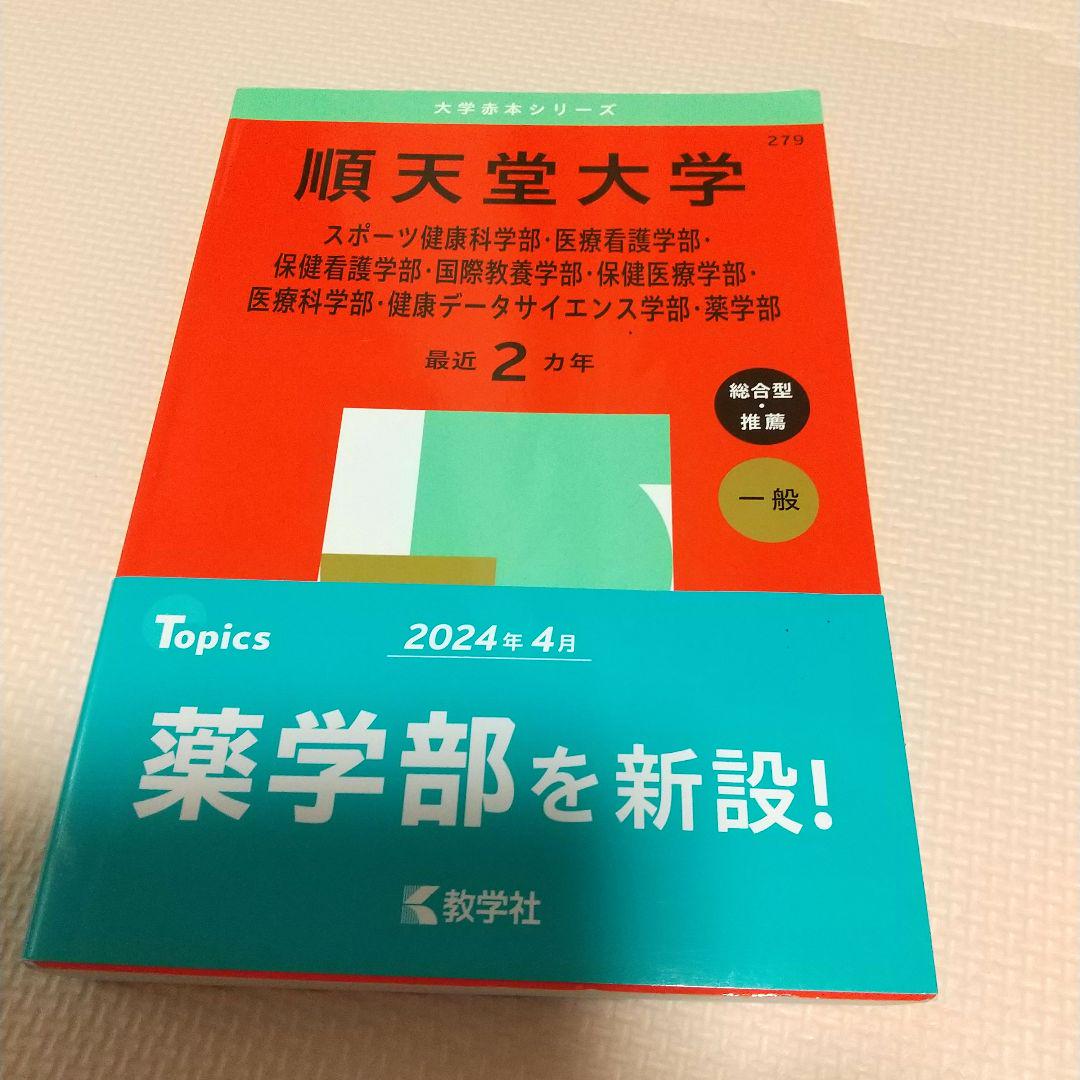 大学赤本シリーズ
279
順天堂大学
スポーツ健康科学部・医療看護学部・
保健看護学部・国際教養学部・保健医療学部・
医療科学部・健康データサイエンス学部・薬学部
最近2カ年
総合型
・
推薦
一般
Topics
2024年4月
薬学部を新設!
教学社